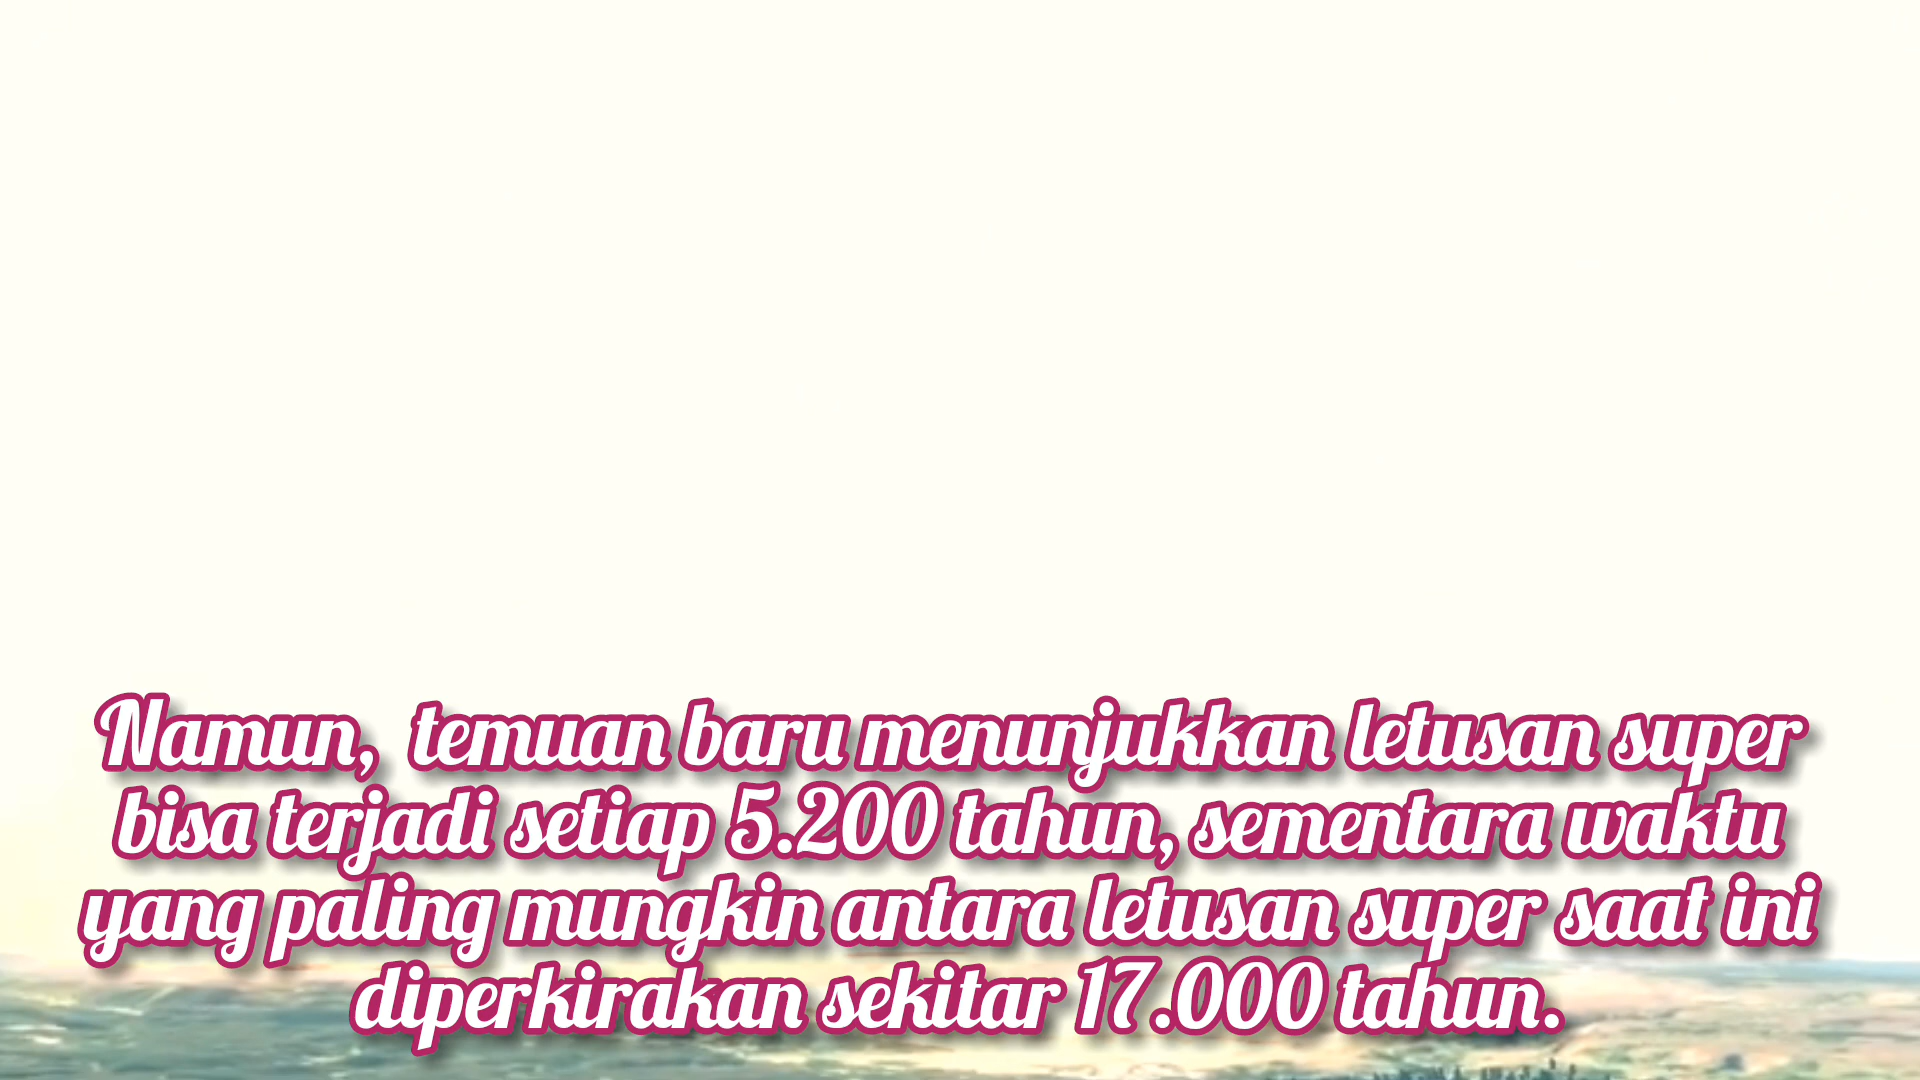 Namun, temuan baru menunjukkan letusan super
bisa terjadi setiap 5.200 tahun, sementara waktu
yang paling mungkin antara letusan super saat ini
diperkirakan sekitar 17.000 tahun.